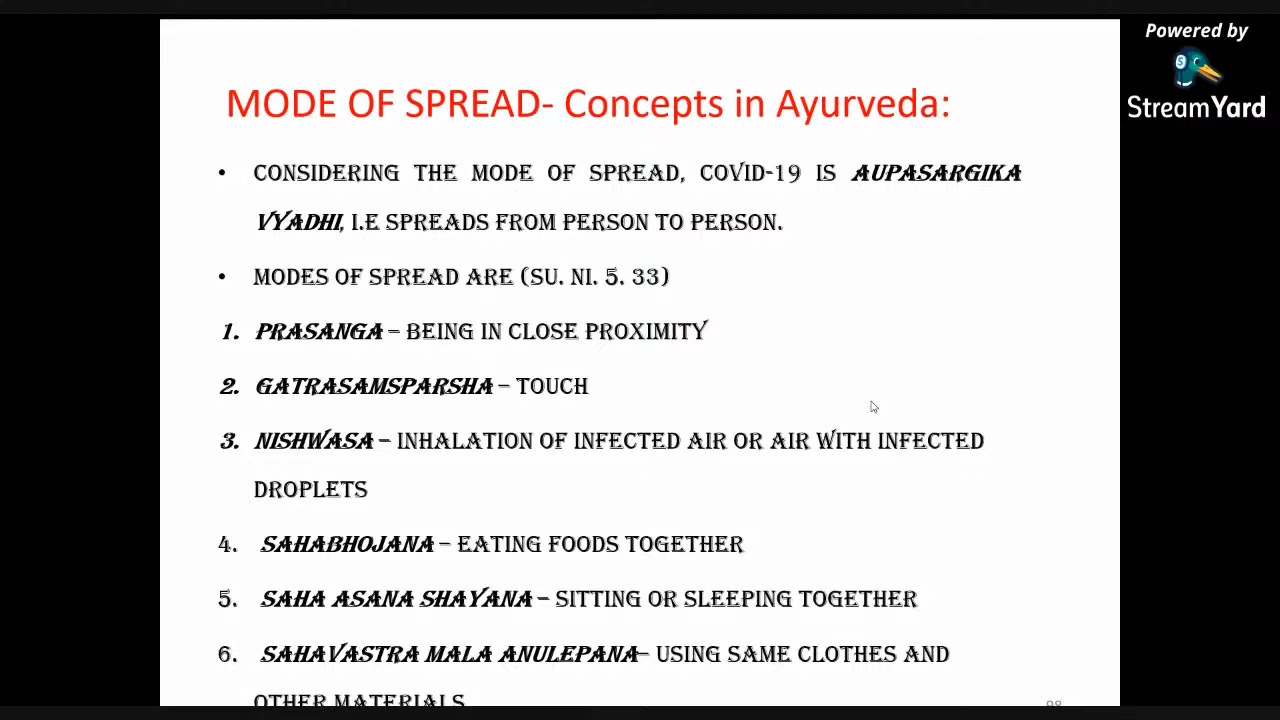 Powered by
StreamYard
MODE OF SPREAD- Concepts in Ayurveda:
• CONSIDERING THE MODE OF SPREAD, COVID-19 IS AUPASARGIKA
VYADHI, I.E SPREADS FROM PERSON TO PERSON.
• MODES OF SPREAD ARE (SU. NI. 5. 33)
1. PRASANGA – BEING IN CLOSE PROXIMITY
2. GATRASAMSPARSHA – TOUCH
3. NISHWASA – INHALATION OF INFECTED AIR OR AIR WITH INFECTED
DROPLETS
4. SAHABHOJANA – EATING FOODS TOGETHER
5. SAHA ASANA SHAYANA – SITTING OR SLEEPING TOGETHER
6. SAHAVASTRA MALA ANULEPANA– USING SAME CLOTHES AND
OTHER MATERIALS